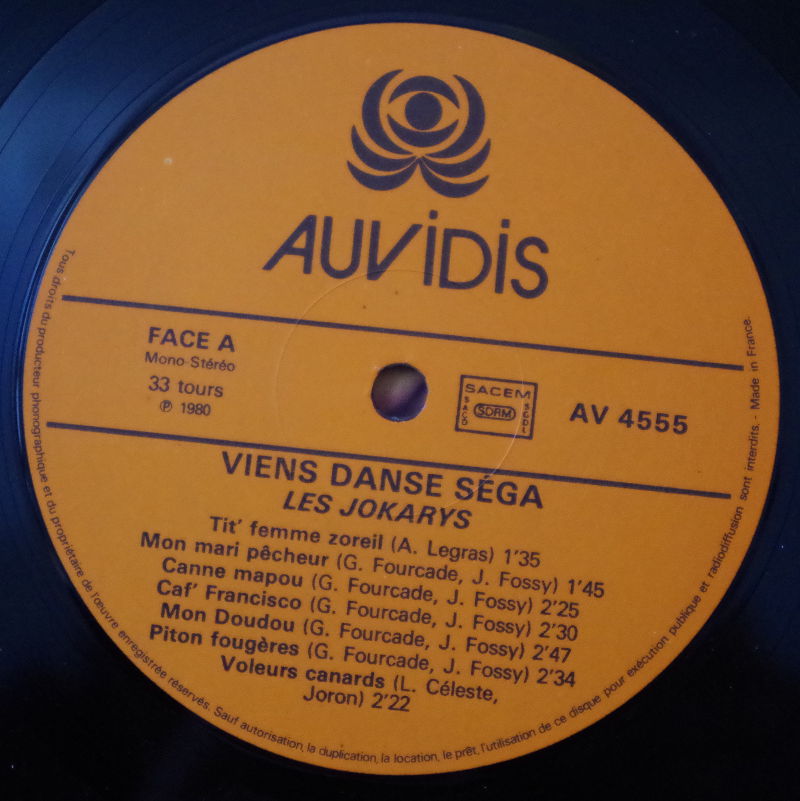 AUViDiS
FACE A
Mono-Stéréo
33 tours
℗ 1980
SACEM
SACD
SDRM
SGDL
AV 4555
VIENS DANSE SÉGA
LES JOKARYS
Tit' femme zoreil (A. Legras) 1'35
Mon mari pêcheur (G. Fourcade, J. Fossy) 1'45
Canne mapou (G. Fourcade, J. Fossy) 2'25
Caf' Francisco (G. Fourcade, J. Fossy) 2'30
Mon Doudou (G. Fourcade, J. Fossy) 2'47
Piton fougères (G. Fourcade, J. Fossy) 2'34
Voleurs canards (L. Céleste,
Joron) 2'22
Tous droits du producteur phonographique et du propriétaire de l'œuvre enregistrée réservés. Sauf autorisation, la duplication, la location, le prêt, l'utilisation de ce disque pour exécution publique et radiodiffusion sont interdits. - Made in France.